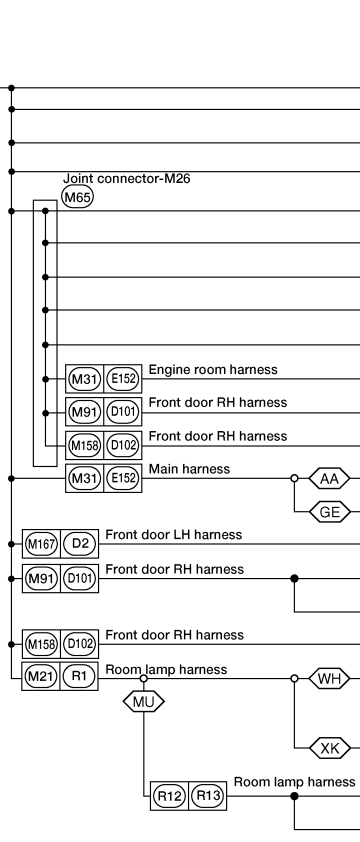 Joint connector-M26
M65
Engine room harness
M31 E152
Front door RH harness
M91 D101
Front door RH harness
M158 D102
Main harness
M31 E152 AA
GE
Front door LH harness
M167 D2
Front door RH harness
M91 D101
Front door RH harness
M158 D102
Room lamp harness
M21 R1 WH
MU
XK
Room lamp harness
R12 R13